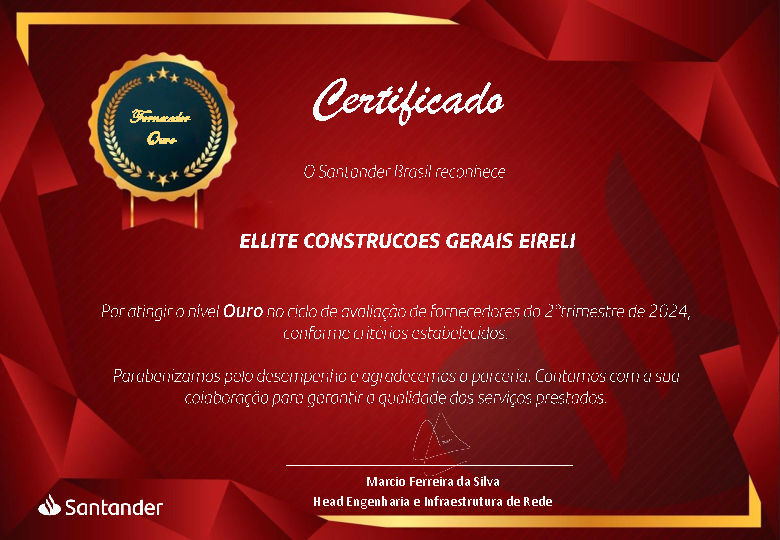 Certificado
Fornecedor
Ouro
O Santander Brasil reconhece
ELLITE CONSTRUCOES GERAIS EIRELI
Por atingir o nível Ouro no ciclo de avaliação de fornecedores do 2ºtrimestre de 2024,
conforme critérios estabelecidos.
Parabenizamos pelo desempenho e agradecemos a parceria. Contamos com a sua
colaboração para garantir a qualidade dos serviços prestados.
Marcio Ferreira da Silva
Head Engenharia e Infraestrutura de Rede
Santander